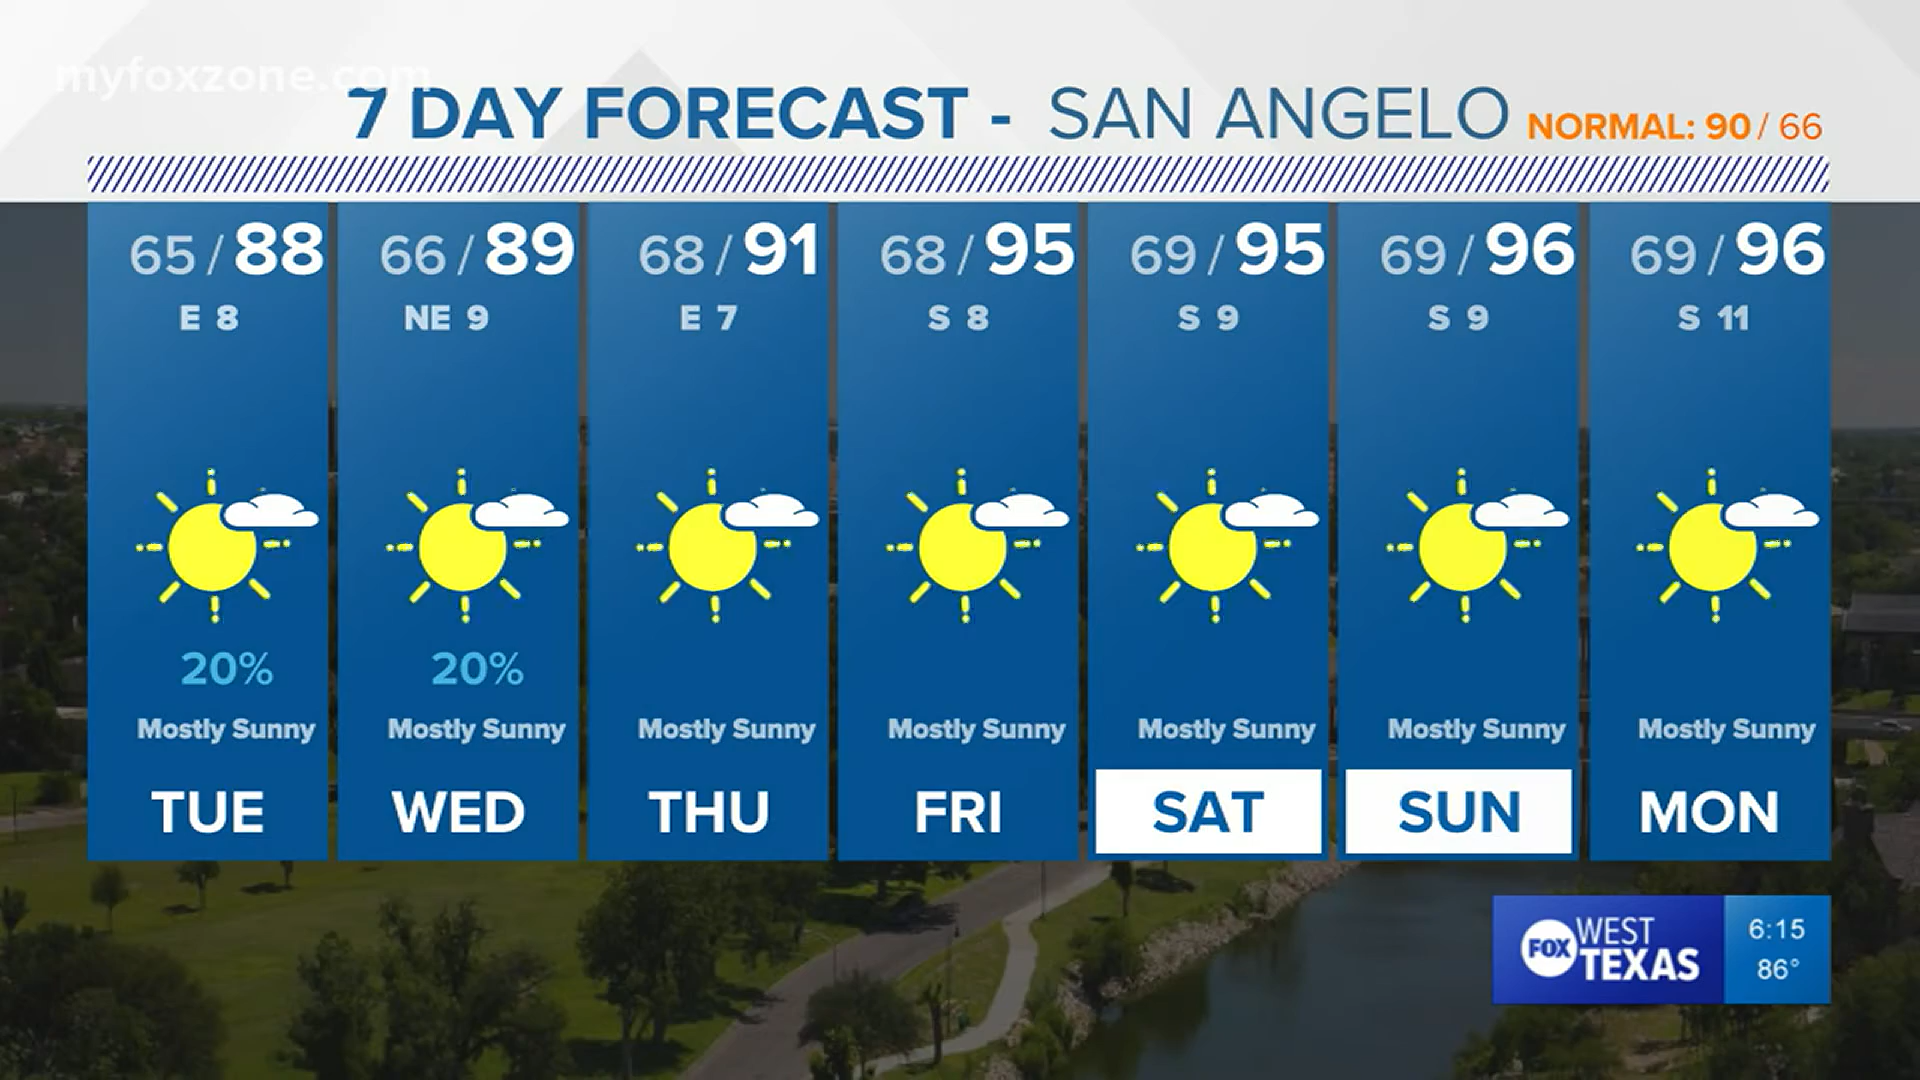 myfoxzone.com
7 DAY FORECAST - SAN ANGELO NORMAL: 90 / 66
65 / 88 66 / 89 68 / 91 68 / 95 69 / 95 69 / 96 69 / 96
E 8 NE 9 E 7 S 8 S 9 S 9 S 11
20% 20%
Mostly Sunny Mostly Sunny Mostly Sunny Mostly Sunny Mostly Sunny Mostly Sunny Mostly Sunny
TUE WED THU FRI SAT SUN MON
FOX WEST TEXAS
6:15
86°